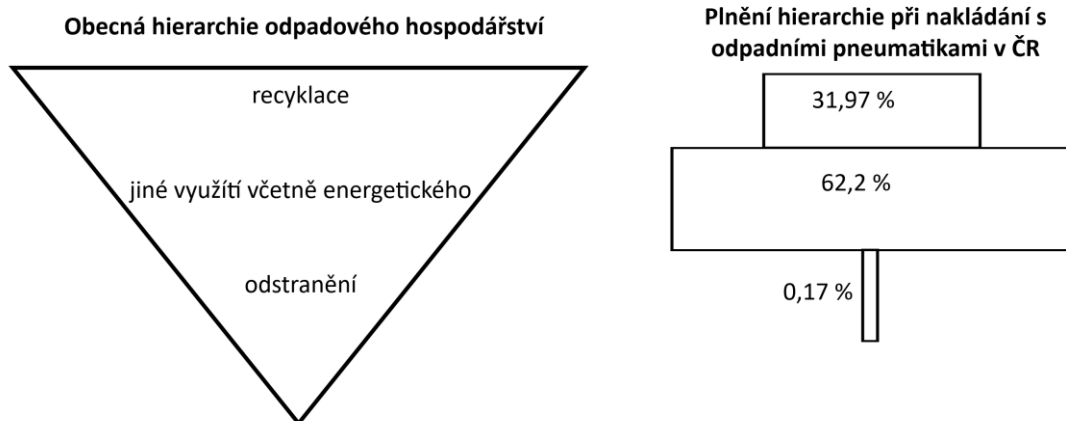 Obecná hierarchie odpadového hospodářství
recyklace
jiné využítí včetně energetického
odstranění
Plnění hierarchie při nakládání s
odpadními pneumatikami v ČR
31,97 %
62,2 %
0,17 %